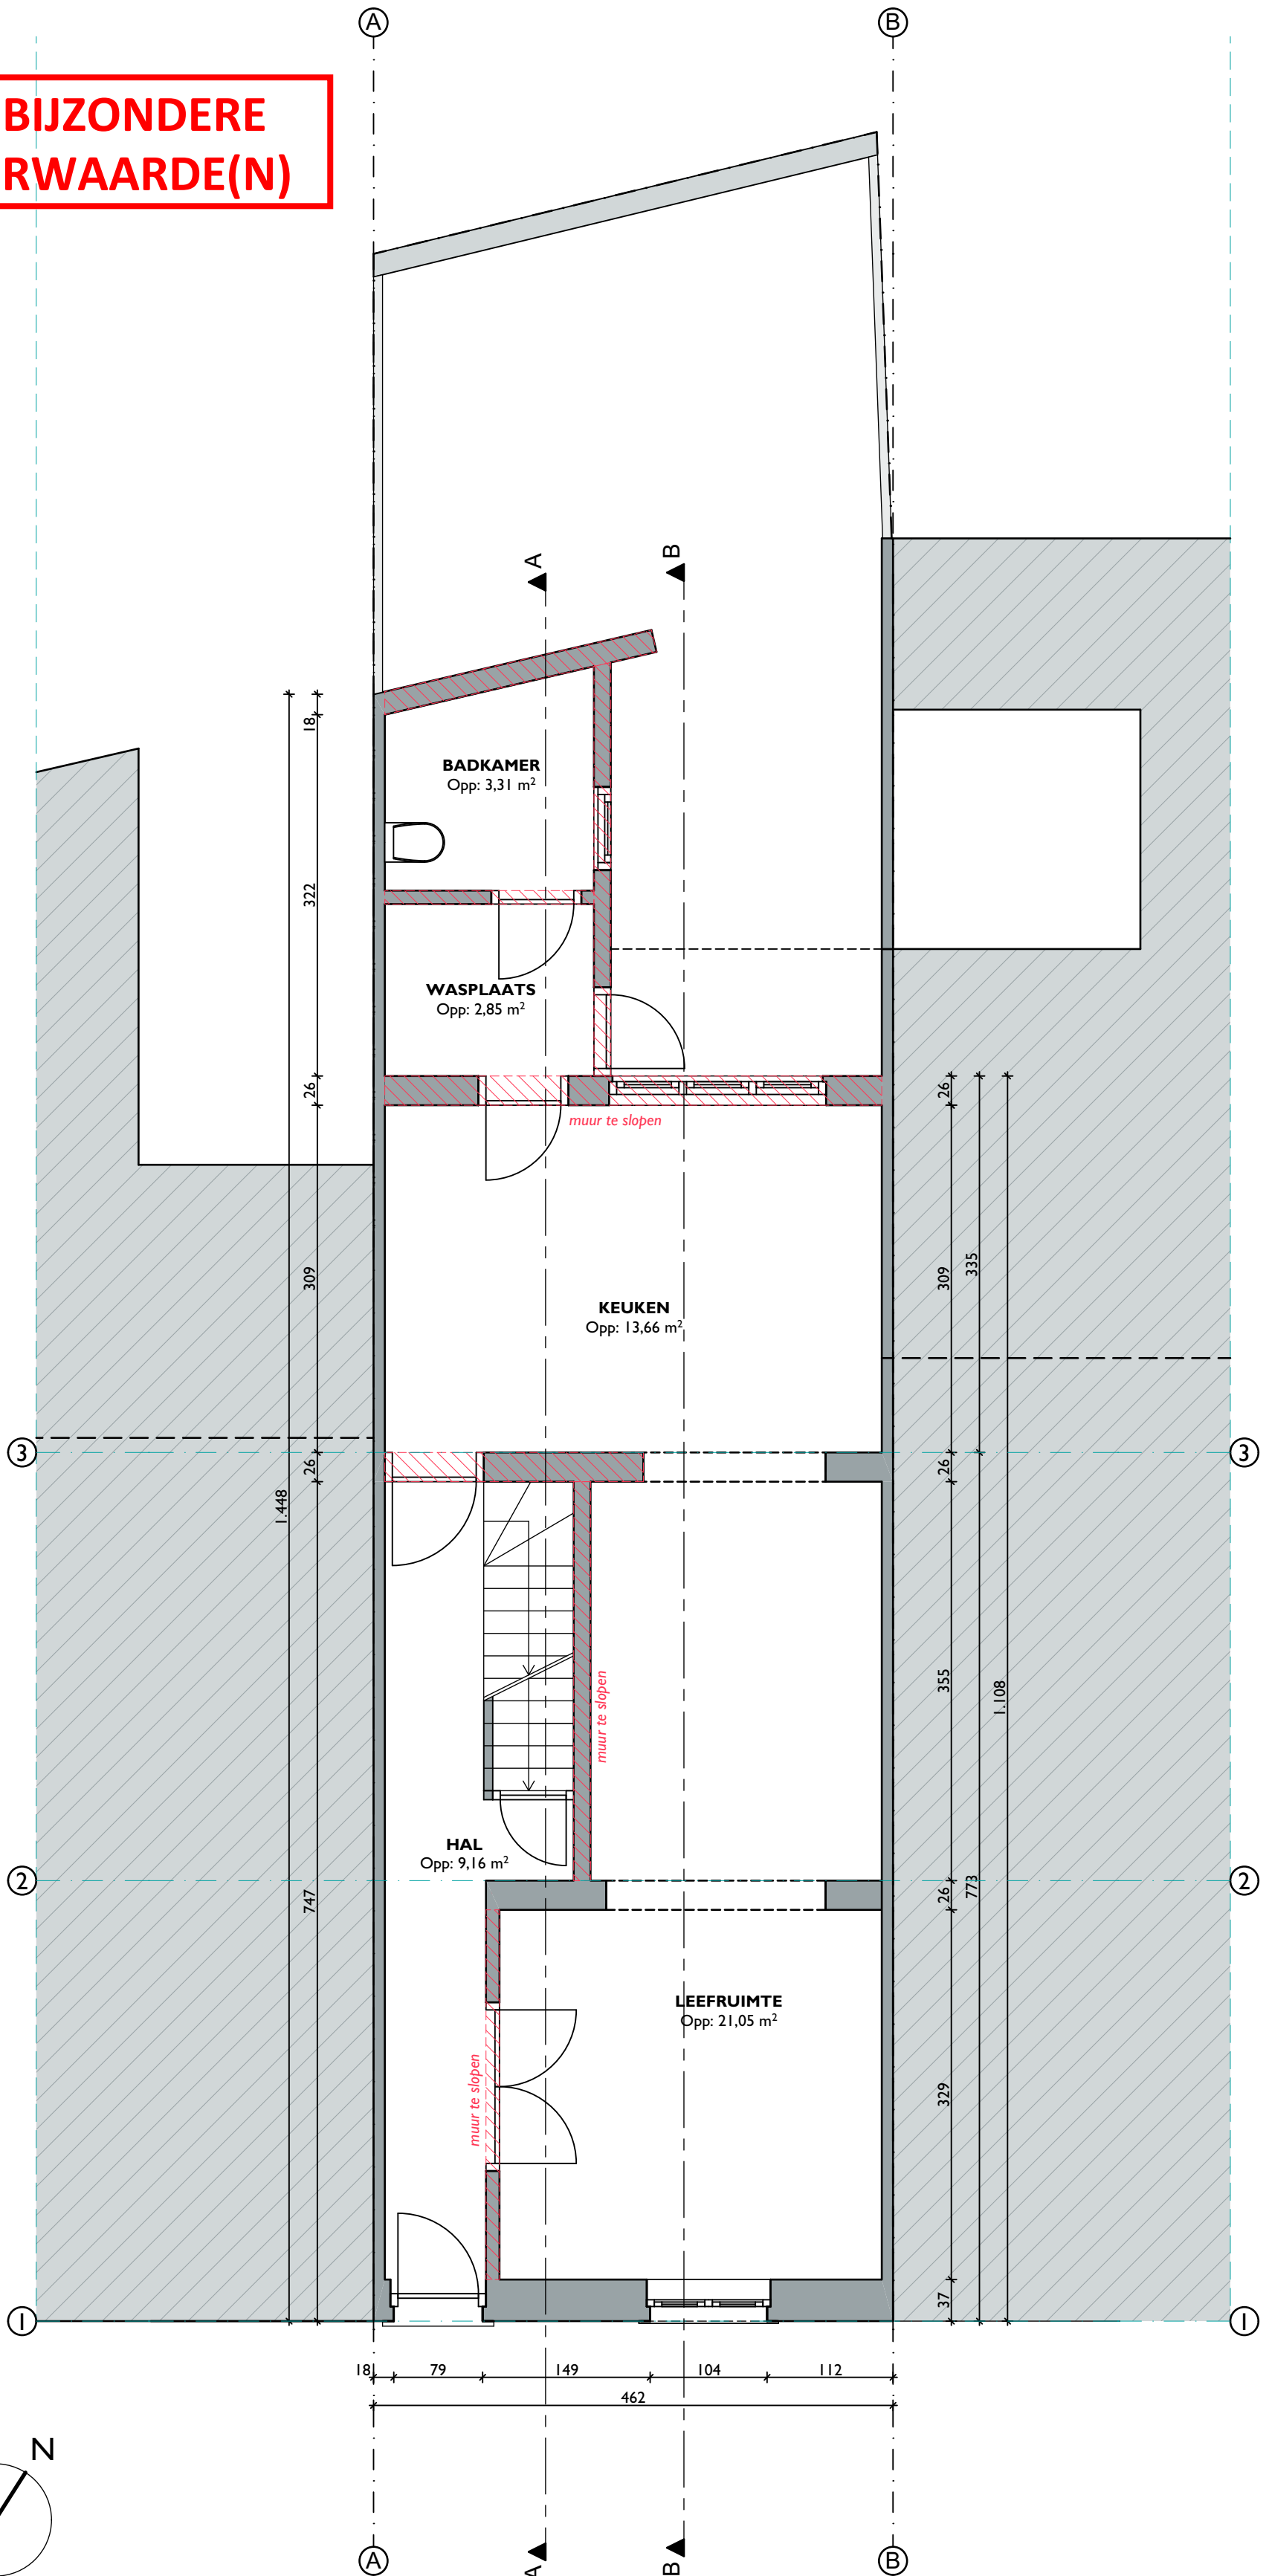 A
B
BIJZONDERE
RWAARDE(N)
A
B
18
BADKAMER
Opp: 3,31 m²
322
WASPLAATS
Opp: 2,85 m²
26
26
muur te slopen
309
309
335
KEUKEN
Opp: 13,66 m²
3
3
26
26
1.448
355
muur te slopen
1.108
HAL
Opp: 9,16 m²
2
2
747
26
773
LEEFRUIMTE
Opp: 21,05 m²
muur te slopen
329
37
1
1
18
79
149
104
112
462
N
A
B
A
B